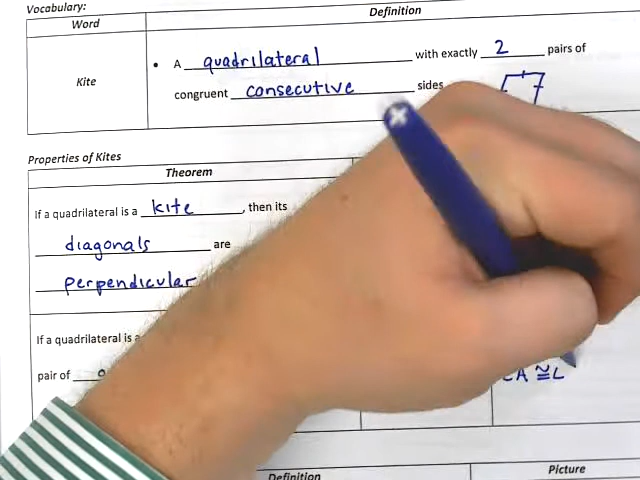 Vocabulary:
Word Definition
Kite
• A quadrilateral with exactly 2 pairs of
congruent consecutive sides
Properties of Kites
Theorem
If a quadrilateral is a kite, then its
diagonals are
perpendicular
If a quadrilateral is a
pair of
∠A ≅ ∠
Definition Picture